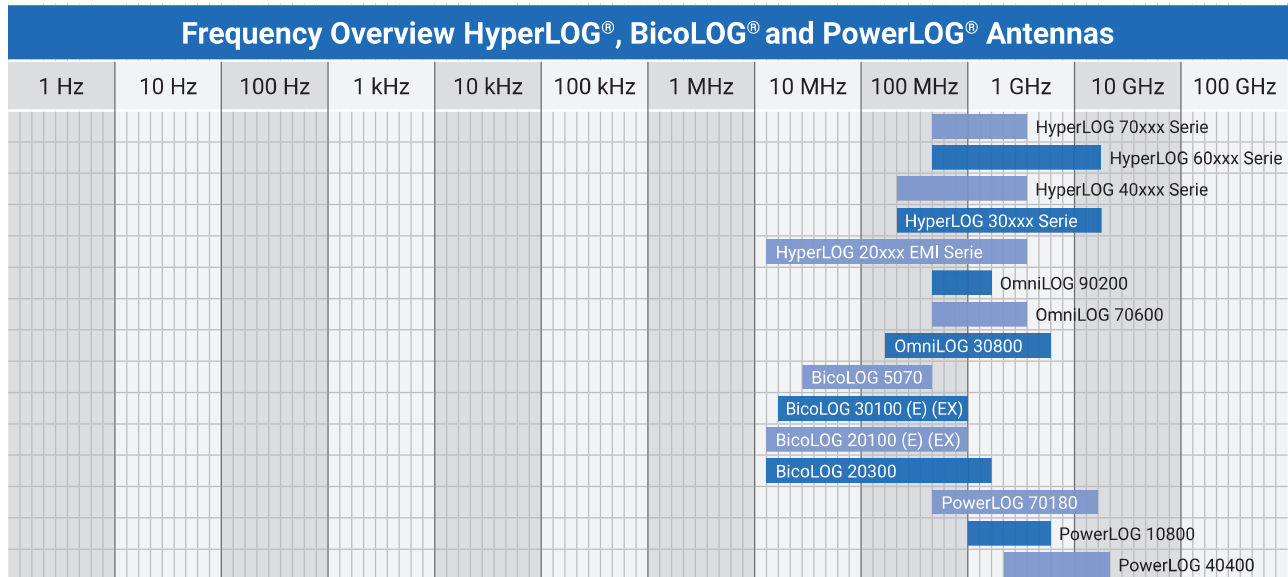 Frequency Overview HyperLOG®, BicoLOG® and PowerLOG® Antennas
1 Hz 10 Hz 100 Hz 1 kHz 10 kHz 100 kHz 1 MHz 10 MHz 100 MHz 1 GHz 10 GHz 100 GHz
HyperLOG 70xxx Serie
HyperLOG 60xxx Serie
HyperLOG 40xxx Serie
HyperLOG 30xxx Serie
HyperLOG 20xxx EMI Serie
OmniLOG 90200
OmniLOG 70600
OmniLOG 30800
BicoLOG 5070
BicoLOG 30100 (E) (EX)
BicoLOG 20100 (E) (EX)
BicoLOG 20300
PowerLOG 70180
PowerLOG 10800
PowerLOG 40400